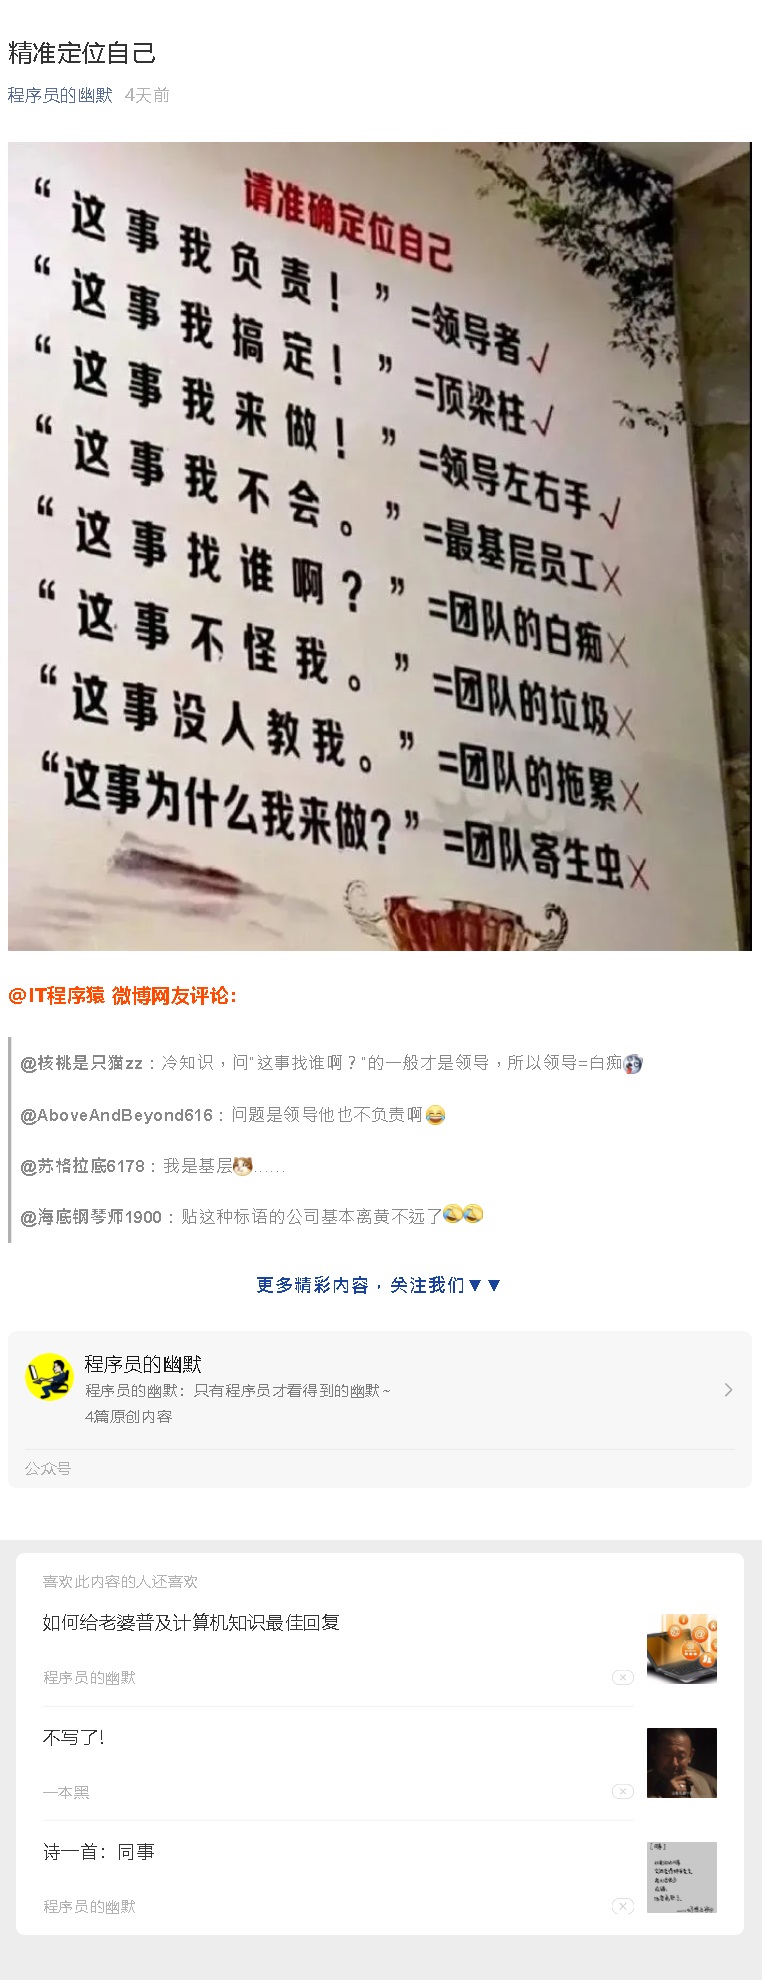 精准定位自己
程序员的幽默 4天前
请准确定位自己
“这事我负责！”=领导者√
“这事我搞定！”=顶梁柱√
“这事我来做！”=领导左右手√
“这事我不会。”=最基层员工×
“这事找谁啊？”=团队的白痴×
“这事不怪我。”=团队的垃圾×
“这事没人教我。”=团队的拖累×
“这事为什么我来做？”=团队寄生虫×
@IT程序猿 微博网友评论：
@核桃是只猫zz：冷知识，问“这事找谁啊？”的一般才是领导，所以领导=白痴
@AboveAndBeyond616：问题是领导他也不负责啊😂
@苏格拉底6178：我是基层......
@海底钢琴师1900：贴这种标语的公司基本离黄不远了
更多精彩内容，关注我们▼▼
程序员的幽默
程序员的幽默：只有程序员才看得到的幽默~
4篇原创内容
公众号
喜欢此内容的人还喜欢
如何给老婆普及计算机知识最佳回复
程序员的幽默
不写了!
一本黑
诗一首：同事
程序员的幽默